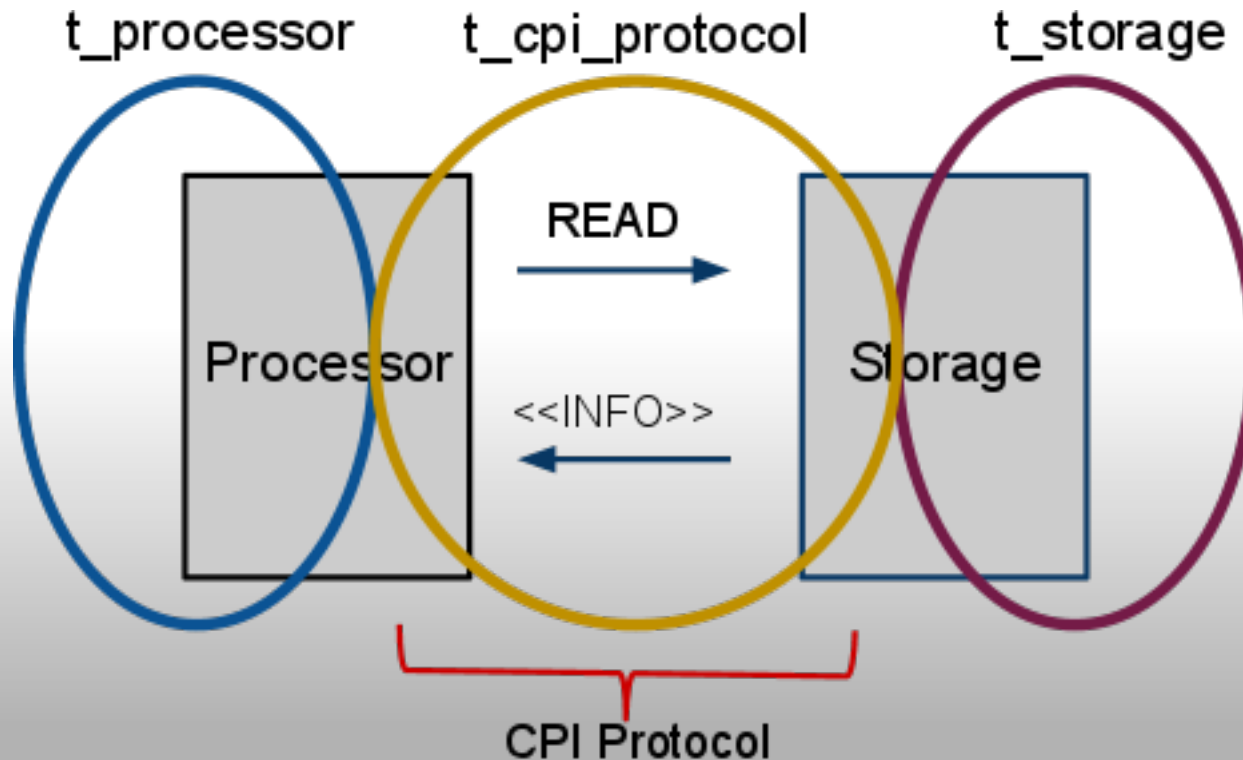 t_processor
t_cpi_protocol
t_storage
READ
Processor
Storage
<<INFO>>
CPI Protocol